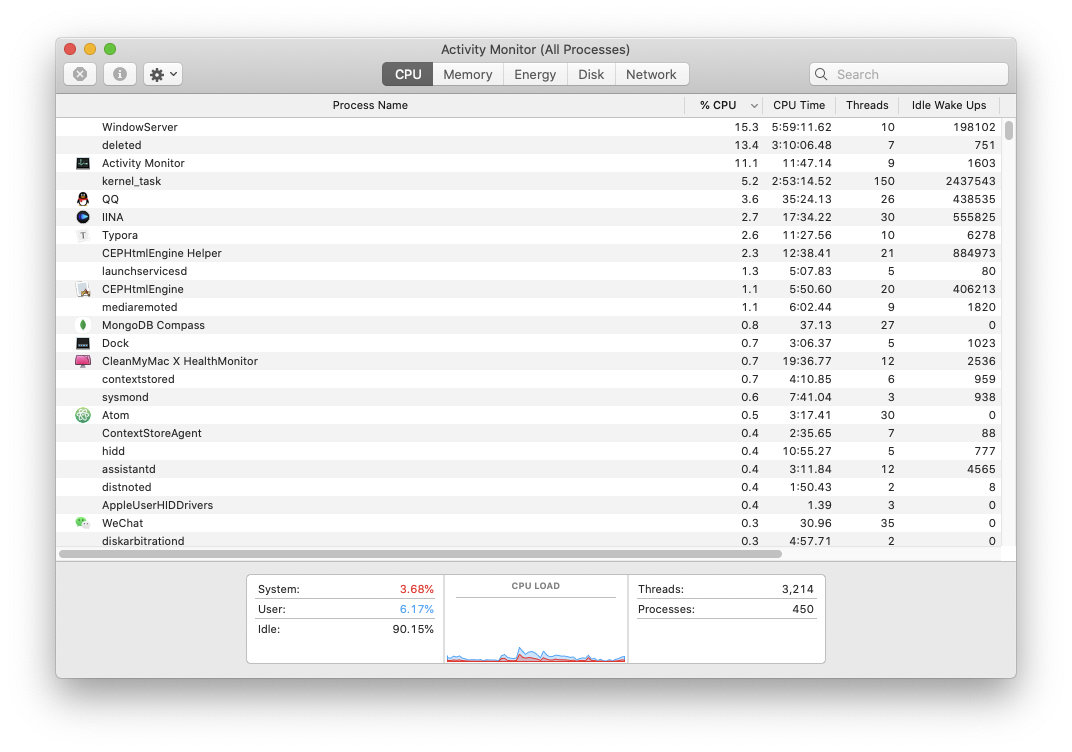 Activity Monitor (All Processes)
CPU Memory Energy Disk Network Search
Process Name % CPU CPU Time Threads Idle Wake Ups
WindowServer 15.3 5:59:11.62 10 198102
deleted 13.4 3:10:06.48 7 751
Activity Monitor 11.1 11:47.14 9 1603
kernel_task 5.2 2:53:14.52 150 2437543
QQ 3.6 35:24.13 26 438535
IINA 2.7 17:34.22 30 555825
T Typora 2.6 11:27.56 10 6278
CEPHtmlEngine Helper 2.3 12:38.41 21 884973
launchservicesd 1.3 5:07.83 5 80
CEPHtmlEngine 1.1 5:50.60 20 406213
mediaremoted 1.1 6:02.44 9 1820
MongoDB Compass 0.8 37.13 27 0
Dock 0.7 3:06.37 5 1023
CleanMyMac X HealthMonitor 0.7 19:36.77 12 2536
contextstored 0.7 4:10.85 6 959
sysmond 0.6 7:41.04 3 938
Atom 0.5 3:17.41 30 0
ContextStoreAgent 0.4 2:35.65 7 88
hidd 0.4 10:55.27 5 777
assistantd 0.4 3:11.84 12 4565
distnoted 0.4 1:50.43 2 8
AppleUserHIDDrivers 0.4 1.39 3 0
WeChat 0.3 30.96 35 0
diskarbitrationd 0.3 4:57.71 2 0
System: 3.68% CPU LOAD Threads: 3,214
User: 6.17% Processes: 450
Idle: 90.15%